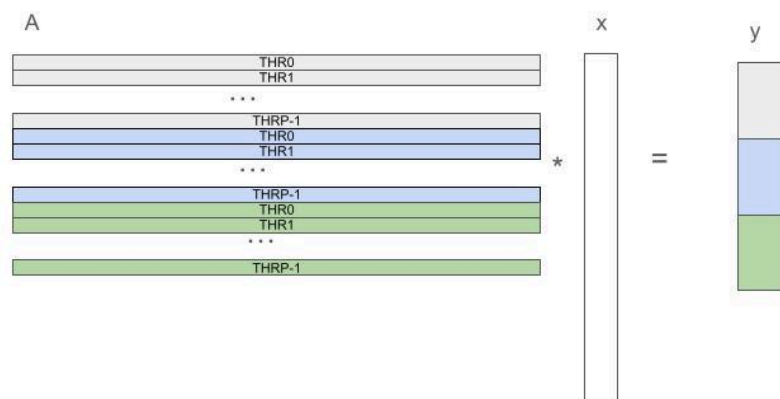 A x y
THR0
THR1
...
THRP-1
THR0
THR1
* =
...
THRP-1
THR0
THR1
...
THRP-1